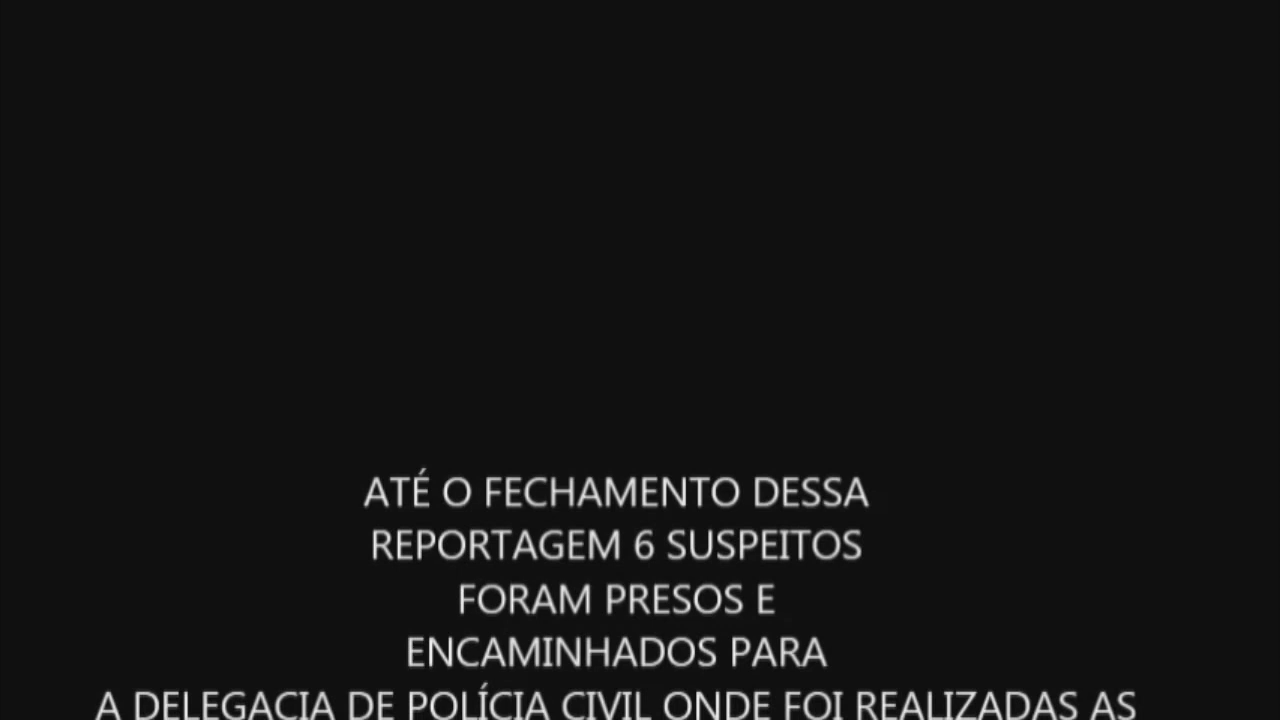 ATÉ O FECHAMENTO DESSA
REPORTAGEM 6 SUSPEITOS
FORAM PRESOS E
ENCAMINHADOS PARA
A DELEGACIA DE POLÍCIA CIVIL ONDE FOI REALIZADAS AS